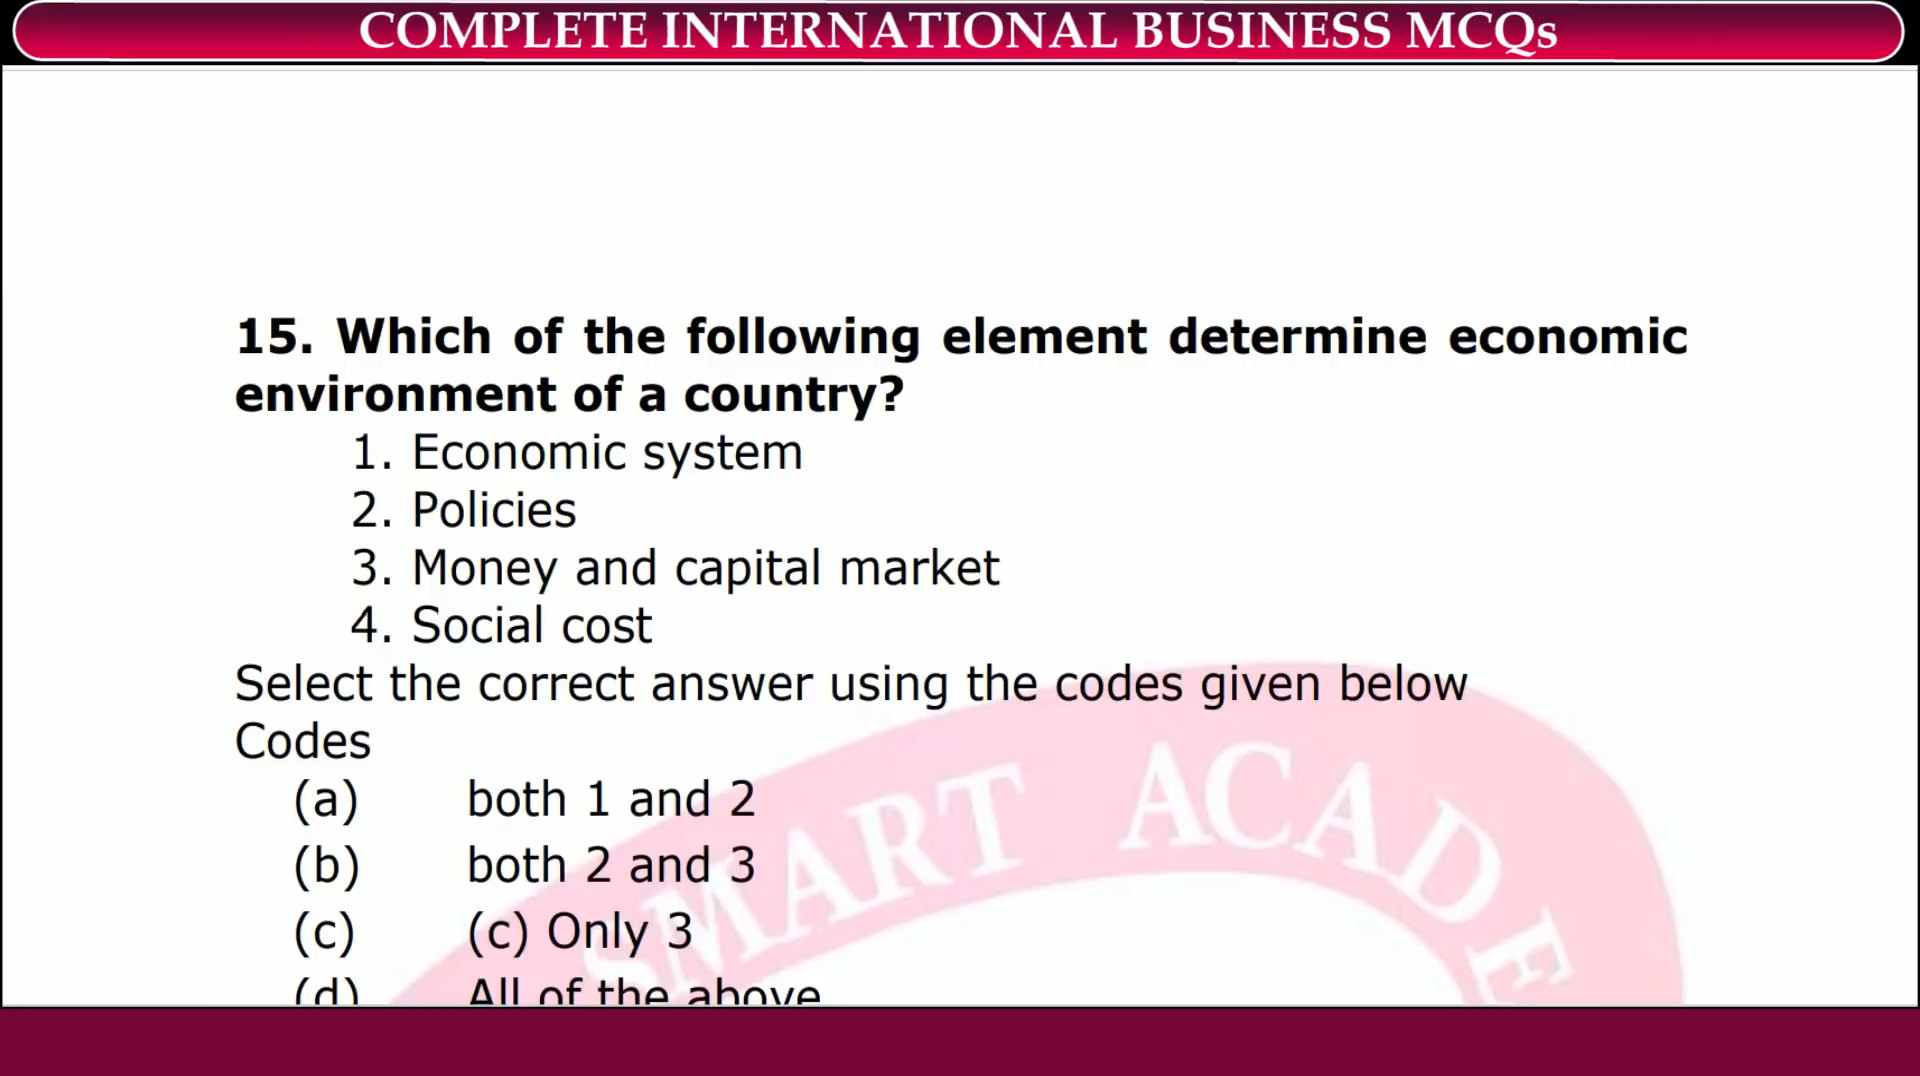 COMPLETE INTERNATIONAL BUSINESS MCQs
15. Which of the following element determine economic
environment of a country?
1. Economic system
2. Policies
3. Money and capital market
4. Social cost
Select the correct answer using the codes given below
Codes
(a) both 1 and 2
(b) both 2 and 3
(c) (c) Only 3
(d) All of the above
SMART ACADE